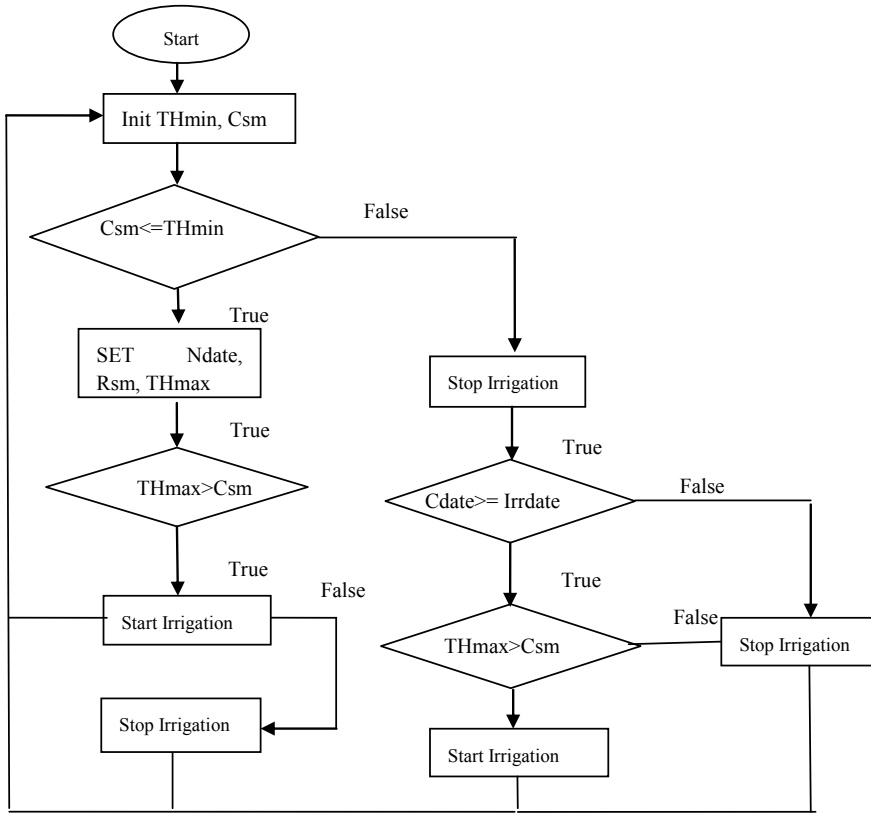 Start
Init THmin, Csm
Csm<=THmin
False
True
SET Ndate,
Rsm, THmax
True
THmax>Csm
True
Start Irrigation
False
Stop Irrigation
Stop Irrigation
True
Cdate>= Irrdate
False
True
THmax>Csm
False
Stop Irrigation
Start Irrigation